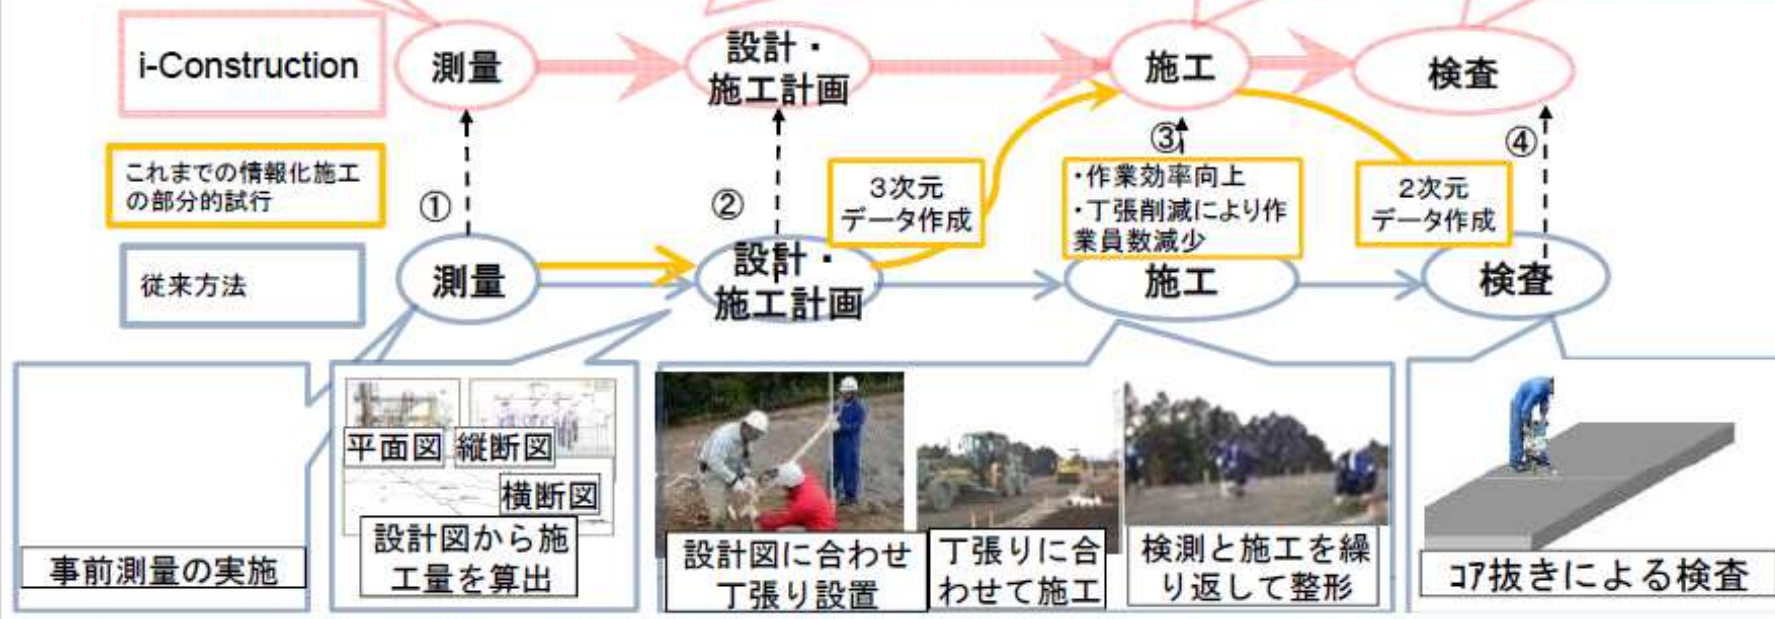 i-Construction
測量
設計・
施工計画
施工
検査
これまでの情報化施工
の部分的試行
①
②
3次元
データ作成
③
・作業効率向上
・丁張削減により作
業員数減少
2次元
データ作成
④
従来方法
測量
設計・
施工計画
施工
検査
事前測量の実施
平面図
縦断図
横断図
設計図から施
工量を算出
設計図に合わせ
丁張り設置
丁張りに合
わせて施工
検測と施工を繰
り返して整形
コア抜きによる検査